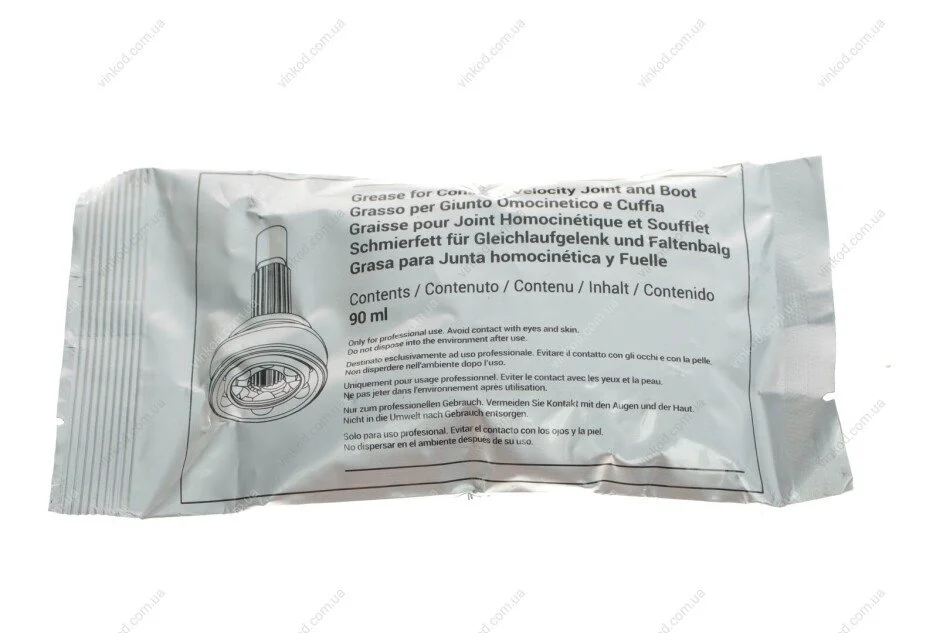 Grease for Constant Velocity Joint and Boot
Grasso per Giunto Omocinetico e Cuffia
Graisse pour Joint Homocinétique et Soufflet
Schmierfett für Gleichlaufgelenk und Faltenbalg
Grasa para Junta homocinética y Fuelle
Contents / Contenuto / Contenu / Inhalt / Contenido
90 ml
Only for professional use. Avoid contact with eyes and skin.
Do not dispose into the environment after use.
Destinato esclusivamente ad uso professionale. Evitare il contatto con gli occhi e con la pelle.
Non disperdere nell'ambiente dopo l'uso.
Uniquement pour usage professionnel. Eviter le contact avec les yeux et la peau.
Ne pas jeter dans l'environnement après utilisation.
Nur zum professionellen Gebrauch. Vermeiden Sie Kontakt mit den Augen und der Haut.
Nicht in die Umwelt nach Gebrauch entsorgen.
Solo para uso profesional. Evitar el contacto con los ojos y la piel.
No dispersar en el ambiente después de su uso.
vinkod.com.ua